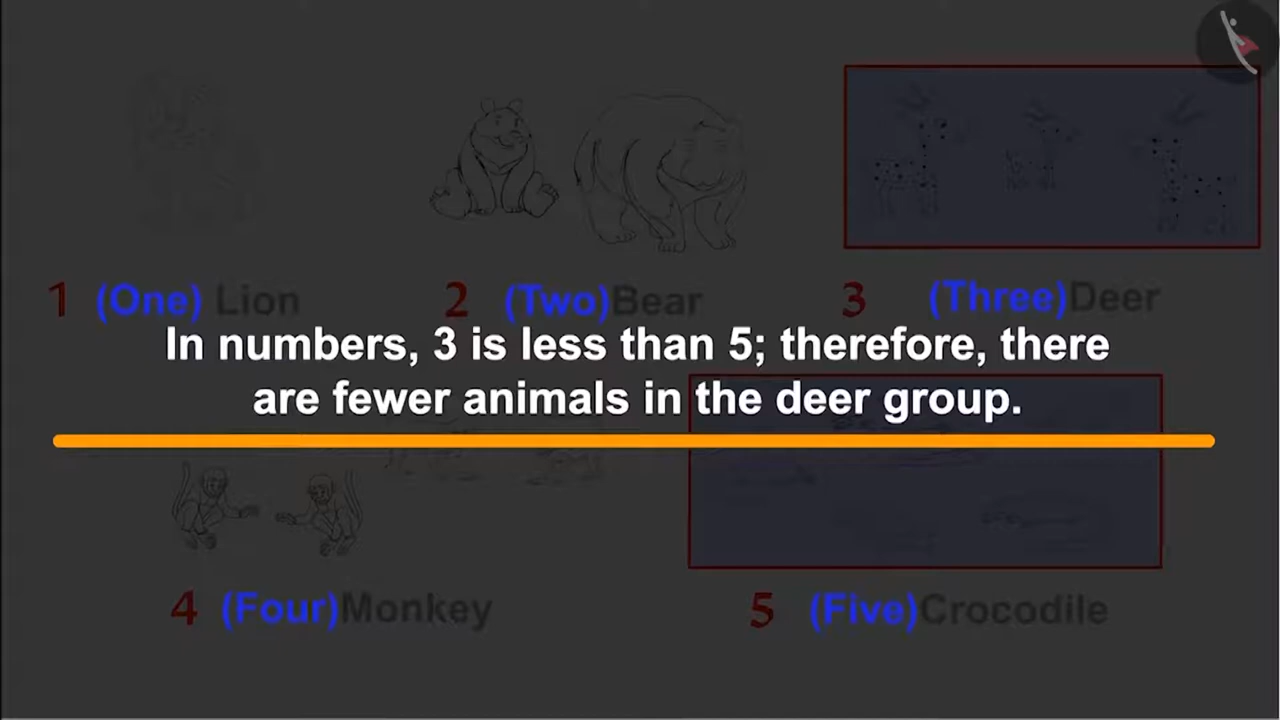 1 (One) Lion 2 (Two)Bear 3 (Three)Deer
In numbers, 3 is less than 5; therefore, there
are fewer animals in the deer group.
4 (Four)Monkey 5 (Five)Crocodile